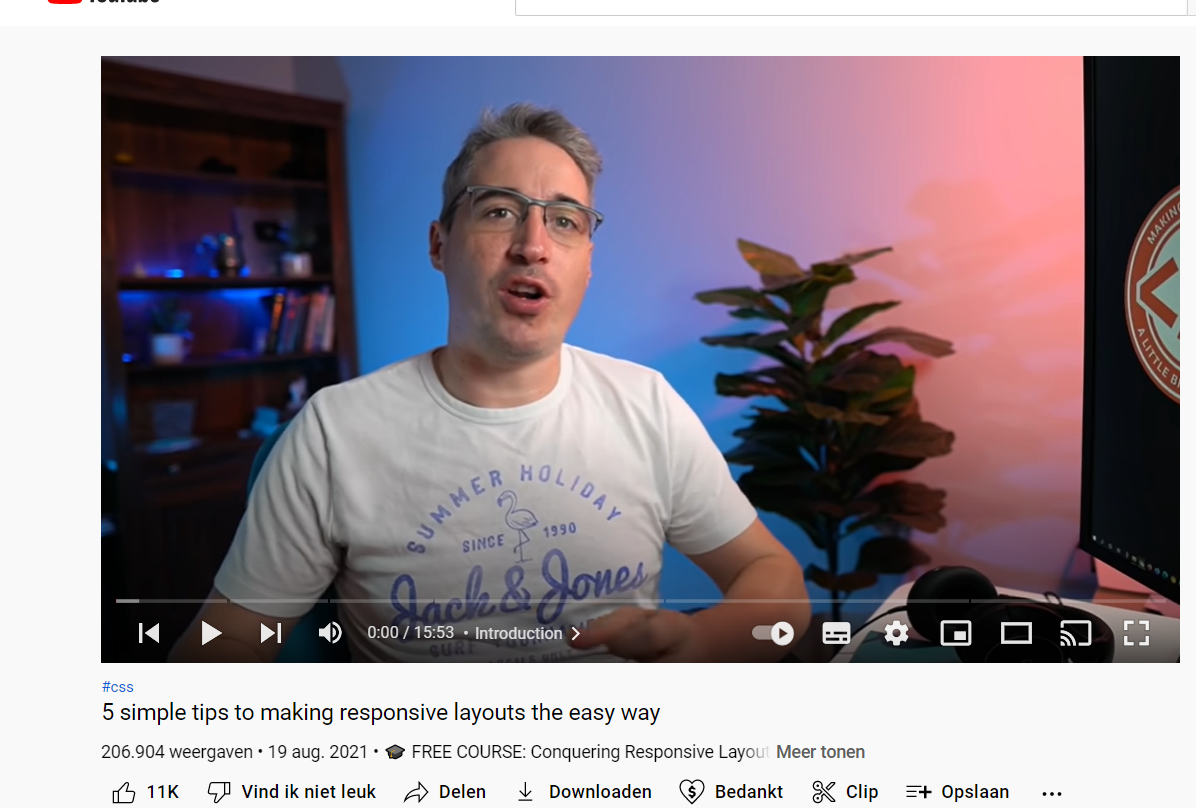 SUMMER HOLIDAY
SINCE 1990
Jack & Jones
MAKING
A LITTLE
0:00 / 15:53 • Introduction
#css
5 simple tips to making responsive layouts the easy way
206.904 weergaven • 19 aug. 2021 • 🎓 FREE COURSE: Conquering Responsive Layout Meer tonen
11K Vind ik niet leuk Delen Downloaden Bedankt Clip Opslaan